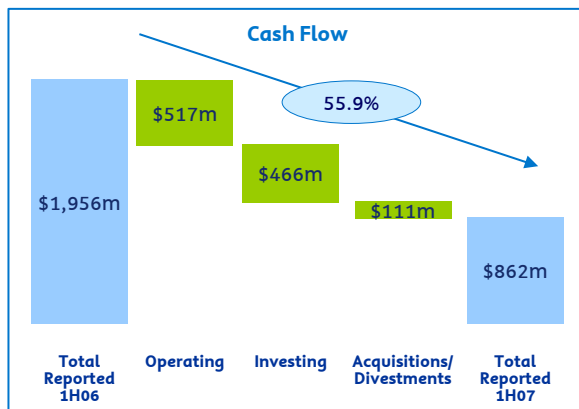 Cash Flow
55.9%
$1,956m
$517m
$466m
$111m
$862m
Total
Reported
1H06
Operating
Investing
Acquisitions/
Divestments
Total
Reported
1H07